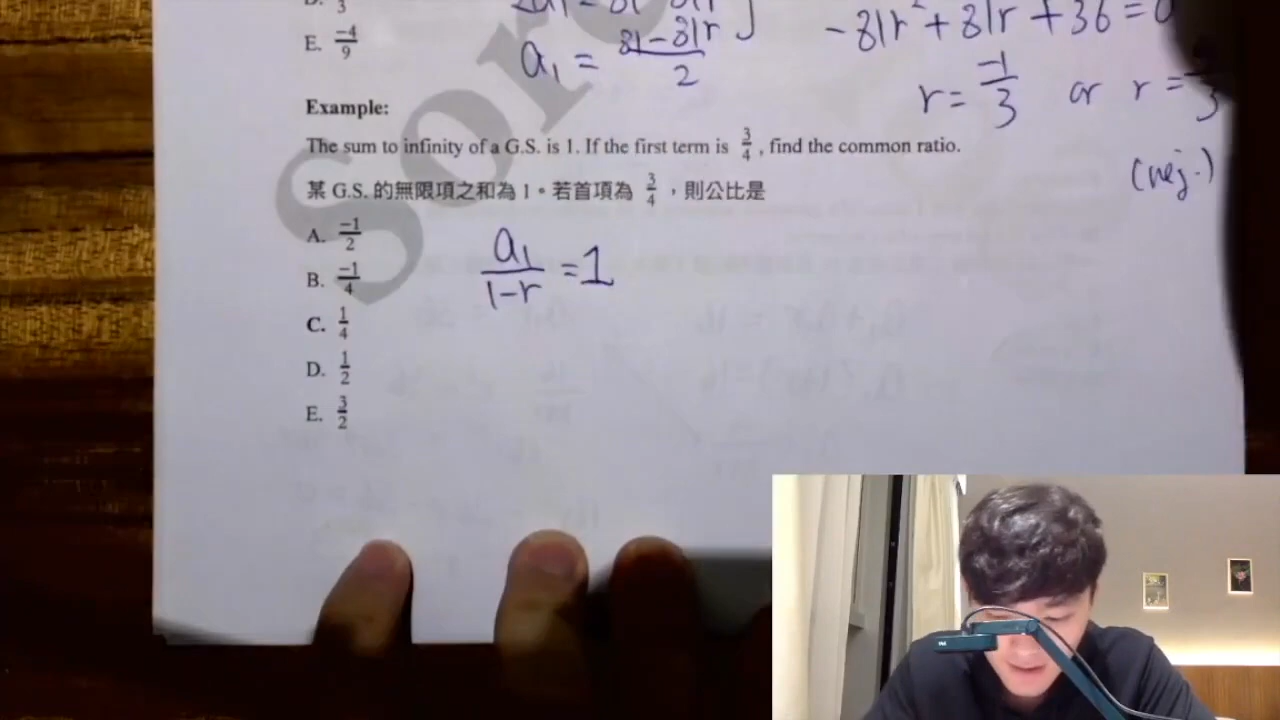 E. -4/9
a₁ = 81-81r/2
-81r² + 81r + 36 =
r = -1/3 or r =
(rej.)
Example:
The sum to infinity of a G.S. is 1. If the first term is 3/4, find the common ratio.
某 G.S. 的無限項之和為 1。若首項為 3/4，則公比是
A. -1/2
a₁/1-r = 1
B. -1/4
C. 1/4
D. 1/2
E. 3/2
Sore